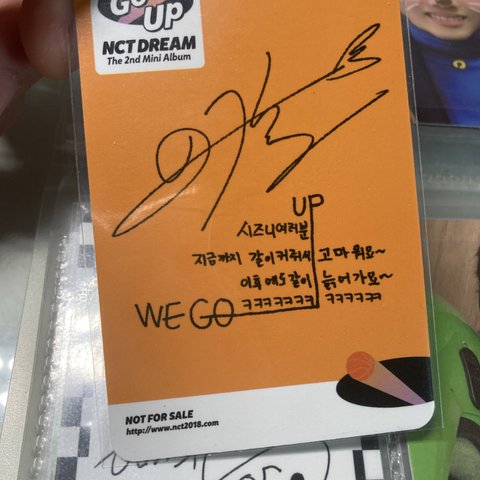 Go
Up
NCT DREAM
The 2nd Mini Album
UP
시즈니여러분
지금까지 같이커줘서 고마워요~
이후에도같이 늙어가요~
ㅋㅋㅋㅋㅋㅋㅋ ㅋㅋㅋㅋㅋㅋ
WE GO
NOT FOR SALE
http://www.nct2018.com